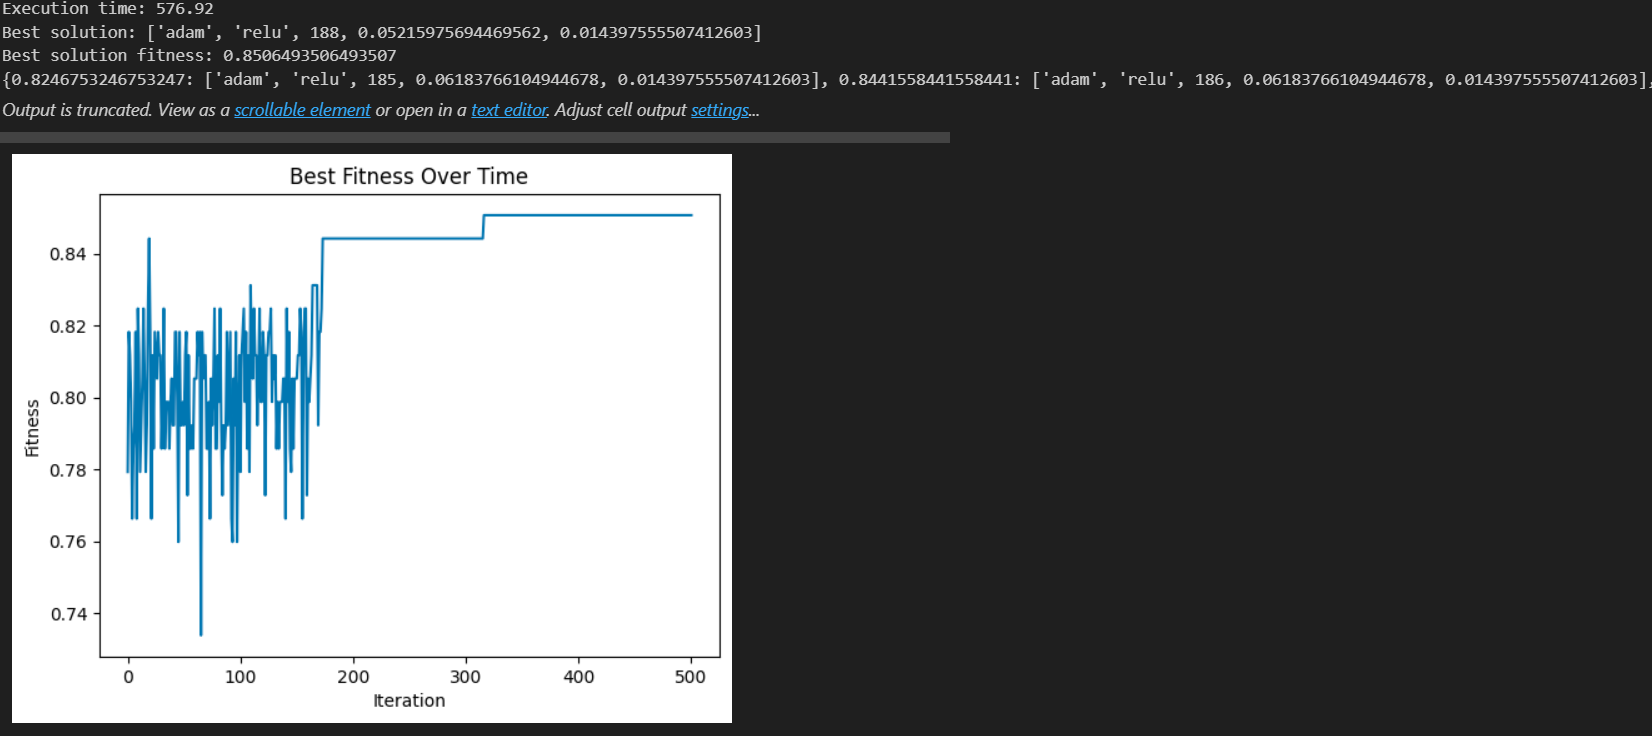 Execution time: 576.92
Best solution: ['adam', 'relu', 188, 0.05215975694469562, 0.014397555507412603]
Best solution fitness: 0.8506493506493507
{0.8246753246753247: ['adam', 'relu', 185, 0.06183766104944678, 0.014397555507412603], 0.8441558441558441: ['adam', 'relu', 186, 0.06183766104944678, 0.014397555507412603],
Output is truncated. View as a scrollable element or open in a text editor. Adjust cell output settings...
Best Fitness Over Time
0.84
0.82
0.80
0.78
0.76
0.74
Fitness
0 100 200 300 400 500
Iteration